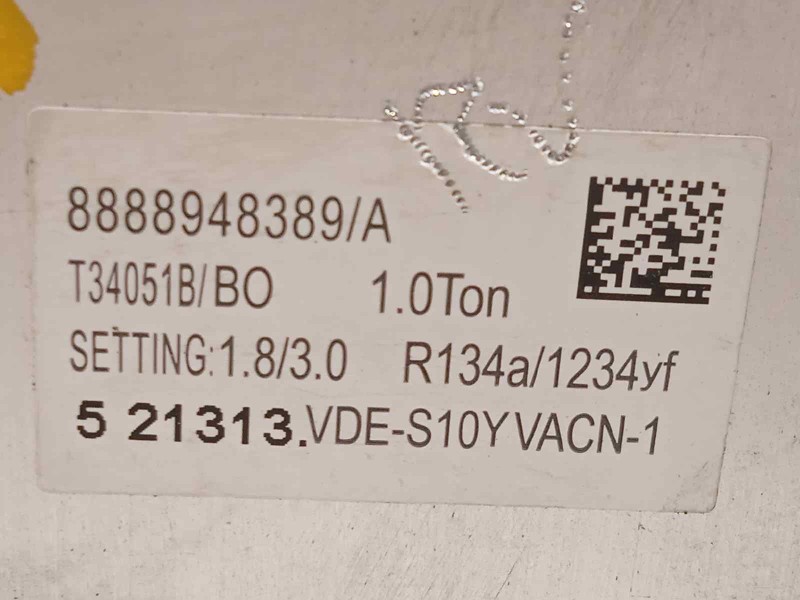 8888948389/A
T34051B/BO 1.0Ton
SETTING:1.8/3.0 R134a/1234yf
5 21313.VDE-S10YVACN-1